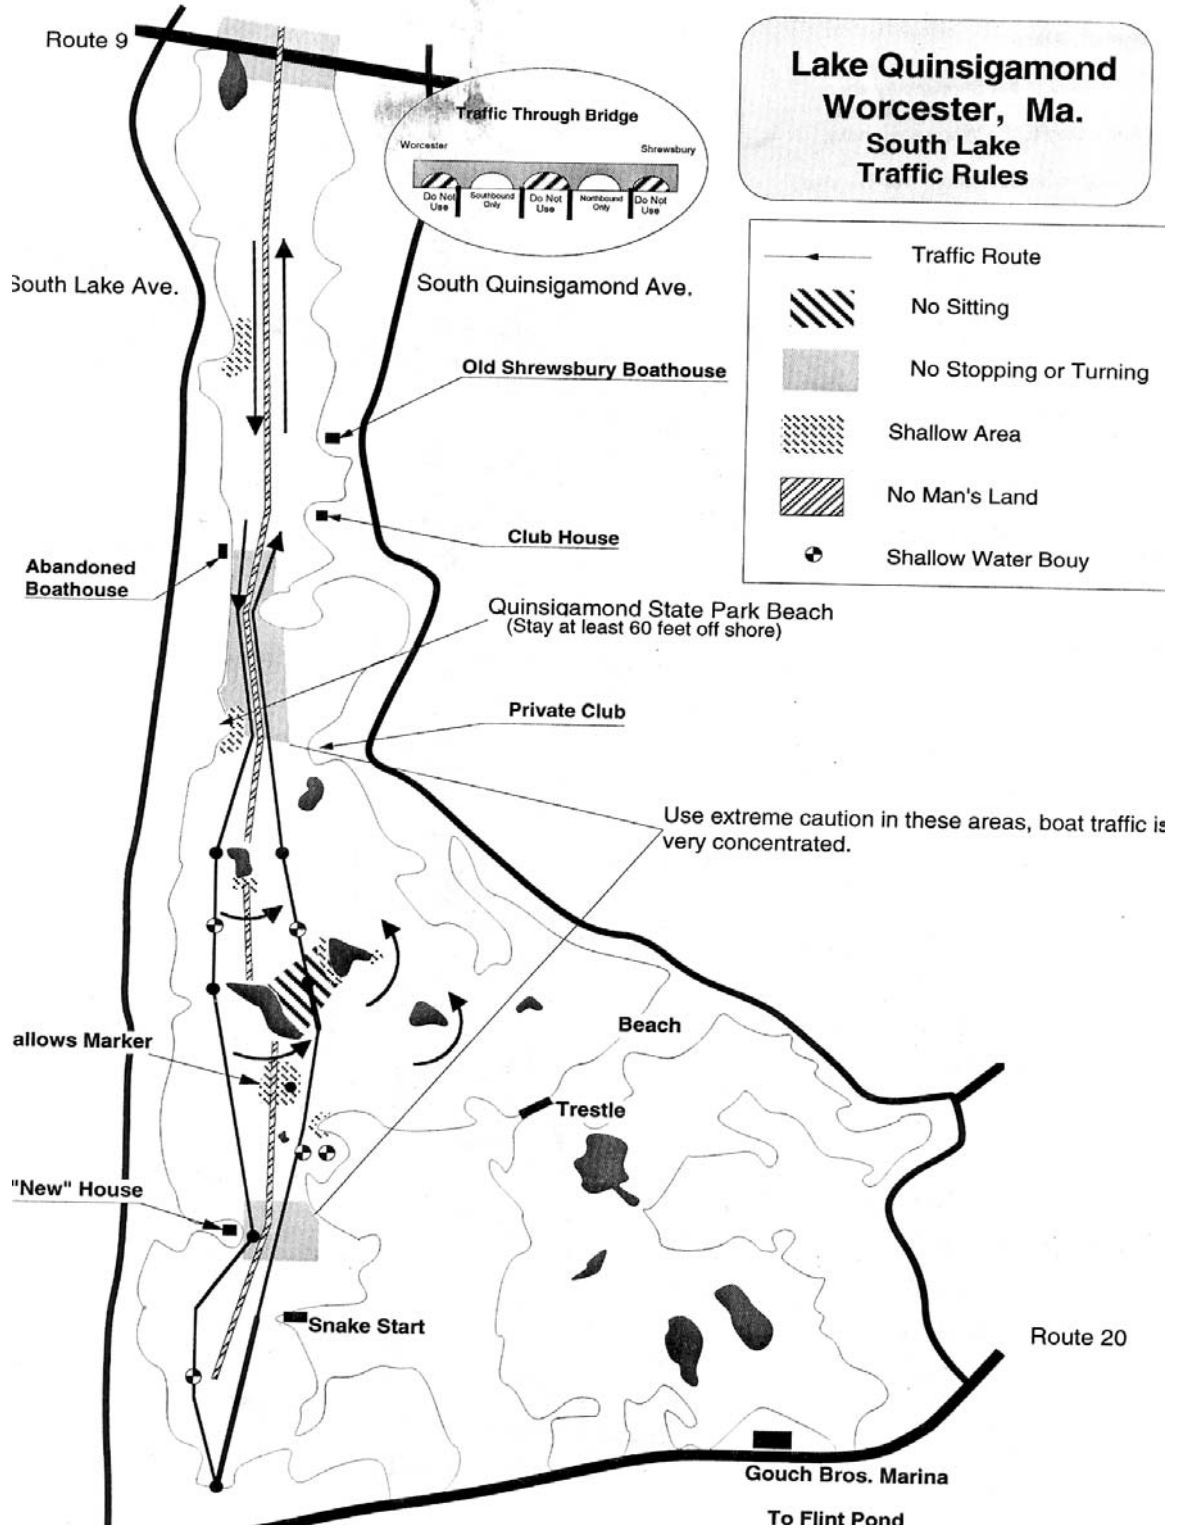 Route 9
Lake Quinsigamond
Worcester, Ma.
South Lake
Traffic Rules
Traffic Through Bridge
Worcester
Shrewsbury
Do Not Use
Southbound Only
Do Not Use
Northbound Only
Do Not Use
South Lake Ave.
South Quinsigamond Ave.
Traffic Route
No Sitting
No Stopping or Turning
Shallow Area
No Man's Land
Shallow Water Bouy
Old Shrewsbury Boathouse
Club House
Abandoned
Boathouse
Quinsigamond State Park Beach
(Stay at least 60 feet off shore)
Private Club
Use extreme caution in these areas, boat traffic is
very concentrated.
allows Marker
Beach
Trestle
"New" House
Snake Start
Route 20
Gouch Bros. Marina
To Flint Pond